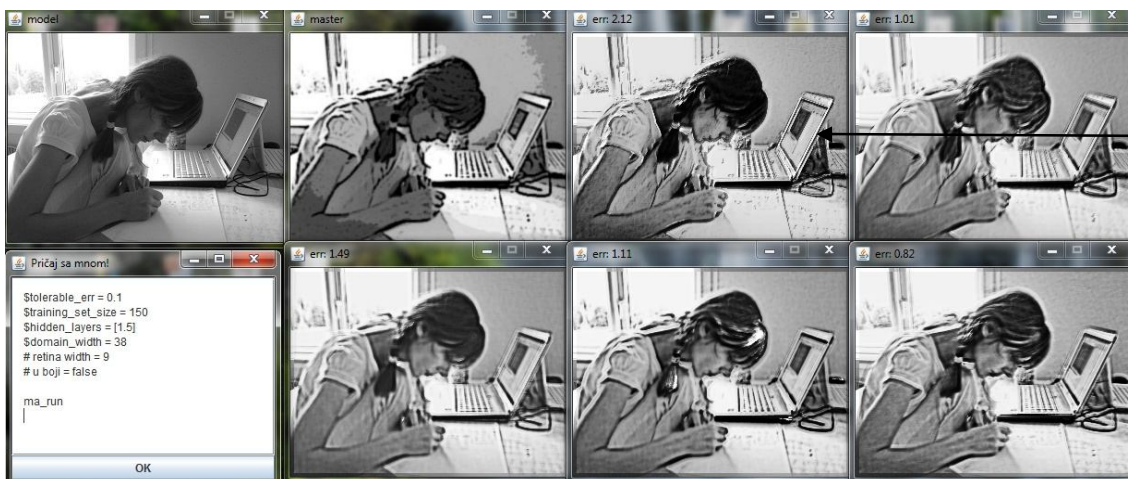 model
master
err: 2.12
err: 1.01
Pričaj sa mnom!
$tolerable_err = 0.1
$training_set_size = 150
$hidden_layers = [1.5]
$domain_width = 38
# retina width = 9
# u boji = false
ma_run
OK
err: 1.49
err: 1.11
err: 0.82